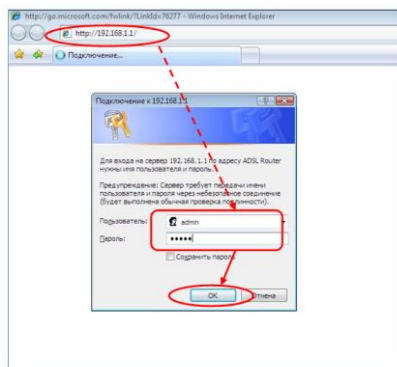 http://go.microsoft.com/fwlink/?LinkId=76277 - Windows Internet Explorer
http://192.168.1.1/
Подключение...
Подключение к 192.168.1.1
Для входа на сервер 192.168.1.1 по адресу ADSL Router
нужны имя пользователя и пароль.
Предупреждение: Сервер требует передачи имени
пользователя и пароля через небезопасное соединение
(будет выполнена обычная проверка подлинности).
Пользователь:
admin
Пароль:
•••••
Сохранить пароль
OK
Отмена